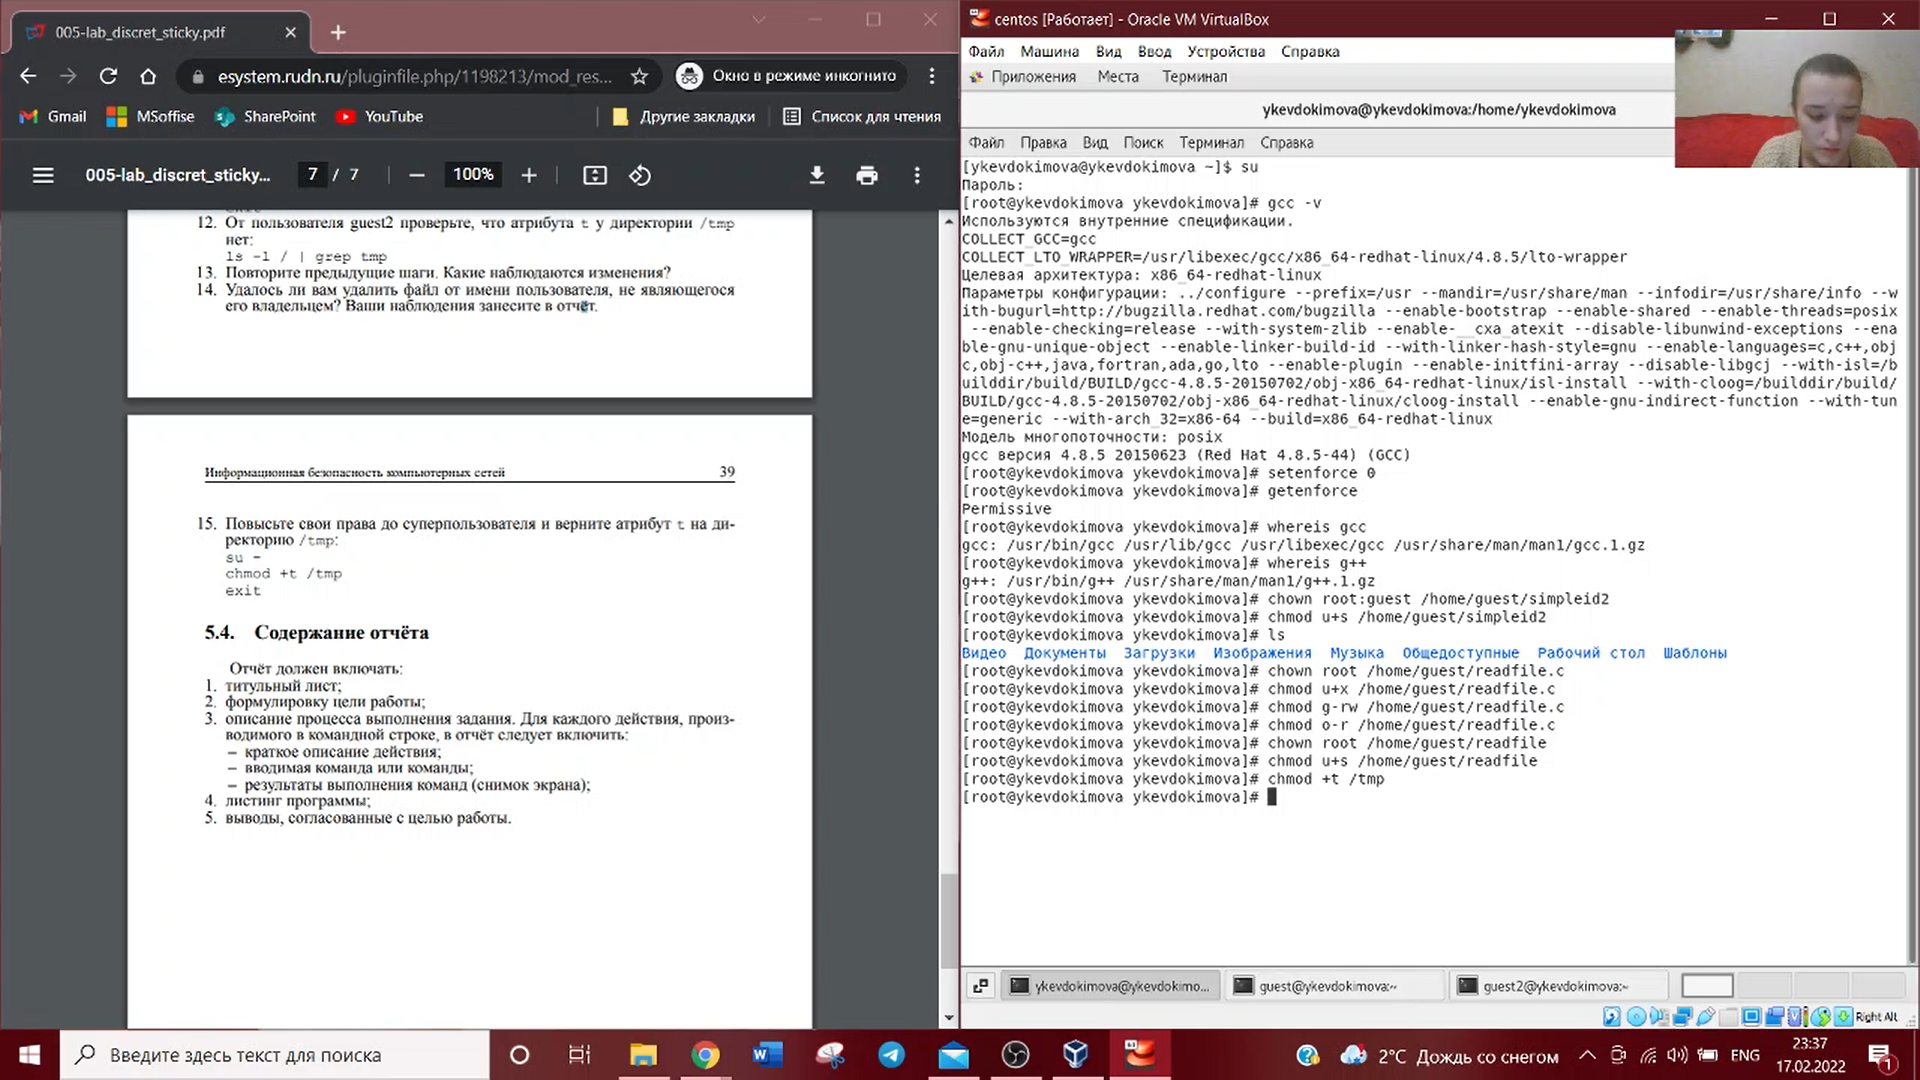 005-lab_discret_sticky.pdf
esystem.rudn.ru/pluginfile.php/1198213/mod_res...
Окно в режиме инкогнито
Gmail
MSoffise
SharePoint
YouTube
Другие закладки
Список для чтения
005-lab_discret_sticky...
7 / 7
100%
12. От пользователя guest2 проверьте, что атрибута t у директории /tmp
нет:
ls -l / | grep tmp
13. Повторите предыдущие шаги. Какие наблюдаются изменения?
14. Удалось ли вам удалить файл от имени пользователя, не являющегося
его владельцем? Ваши наблюдения занесите в отчёт.
Информационная безопасность компьютерных сетей 39
15. Повысьте свои права до суперпользователя и верните атрибут t на ди-
ректорию /tmp:
su -
chmod +t /tmp
exit
5.4. Содержание отчёта
Отчёт должен включать:
1. титульный лист;
2. формулировку цели работы;
3. описание процесса выполнения задания. Для каждого действия, произ-
водимого в командной строке, в отчёт следует включить:
– краткое описание действия;
– вводимая команда или команды;
– результаты выполнения команд (снимок экрана);
4. листинг программы;
5. выводы, согласованные с целью работы.
centos [Работает] - Oracle VM VirtualBox
Файл Машина Вид Ввод Устройства Справка
Приложения Места Терминал
ykevdokimova@ykevdokimova:/home/ykevdokimova
Файл Правка Вид Поиск Терминал Справка
[ykevdokimova@ykevdokimova ~]$ su
Пароль:
[root@ykevdokimova ykevdokimova]# gcc -v
Используются внутренние спецификации.
COLLECT_GCC=gcc
COLLECT_LTO_WRAPPER=/usr/libexec/gcc/x86_64-redhat-linux/4.8.5/lto-wrapper
Целевая архитектура: x86_64-redhat-linux
Параметры конфигурации: ../configure --prefix=/usr --mandir=/usr/share/man --infodir=/usr/share/info --w
ith-bugurl=http://bugzilla.redhat.com/bugzilla --enable-bootstrap --enable-shared --enable-threads=posix
--enable-checking=release --with-system-zlib --enable-__cxa_atexit --disable-libunwind-exceptions --ena
ble-gnu-unique-object --enable-linker-build-id --with-linker-hash-style=gnu --enable-languages=c,c++,obj
c,obj-c++,java,fortran,ada,go,lto --enable-plugin --enable-initfini-array --disable-libgcj --with-isl=/b
uilddir/build/BUILD/gcc-4.8.5-20150702/obj-x86_64-redhat-linux/isl-install --with-cloog=/builddir/build/
BUILD/gcc-4.8.5-20150702/obj-x86_64-redhat-linux/cloog-install --enable-gnu-indirect-function --with-tun
e=generic --with-arch_32=x86-64 --build=x86_64-redhat-linux
Модель многопоточности: posix
gcc версия 4.8.5 20150623 (Red Hat 4.8.5-44) (GCC)
[root@ykevdokimova ykevdokimova]# setenforce 0
[root@ykevdokimova ykevdokimova]# getenforce
Permissive
[root@ykevdokimova ykevdokimova]# whereis gcc
gcc: /usr/bin/gcc /usr/lib/gcc /usr/libexec/gcc /usr/share/man/man1/gcc.1.gz
[root@ykevdokimova ykevdokimova]# whereis g++
g++: /usr/bin/g++ /usr/share/man/man1/g++.1.gz
[root@ykevdokimova ykevdokimova]# chown root:guest /home/guest/simpleid2
[root@ykevdokimova ykevdokimova]# chmod u+s /home/guest/simpleid2
[root@ykevdokimova ykevdokimova]# ls
Видео Документы Загрузки Изображения Музыка Общедоступные Рабочий стол Шаблоны
[root@ykevdokimova ykevdokimova]# chown root /home/guest/readfile.c
[root@ykevdokimova ykevdokimova]# chmod u+x /home/guest/readfile.c
[root@ykevdokimova ykevdokimova]# chmod g-rw /home/guest/readfile.c
[root@ykevdokimova ykevdokimova]# chmod o-r /home/guest/readfile.c
[root@ykevdokimova ykevdokimova]# chown root /home/guest/readfile
[root@ykevdokimova ykevdokimova]# chmod u+s /home/guest/readfile
[root@ykevdokimova ykevdokimova]# chmod +t /tmp
[root@ykevdokimova ykevdokimova]#
ykevdokimova@ykevdokimo...
guest@ykevdokimova:~
guest2@ykevdokimova:~
Right Alt
Введите здесь текст для поиска
2°C Дождь со снегом
ENG
23:37
17.02.2022
1